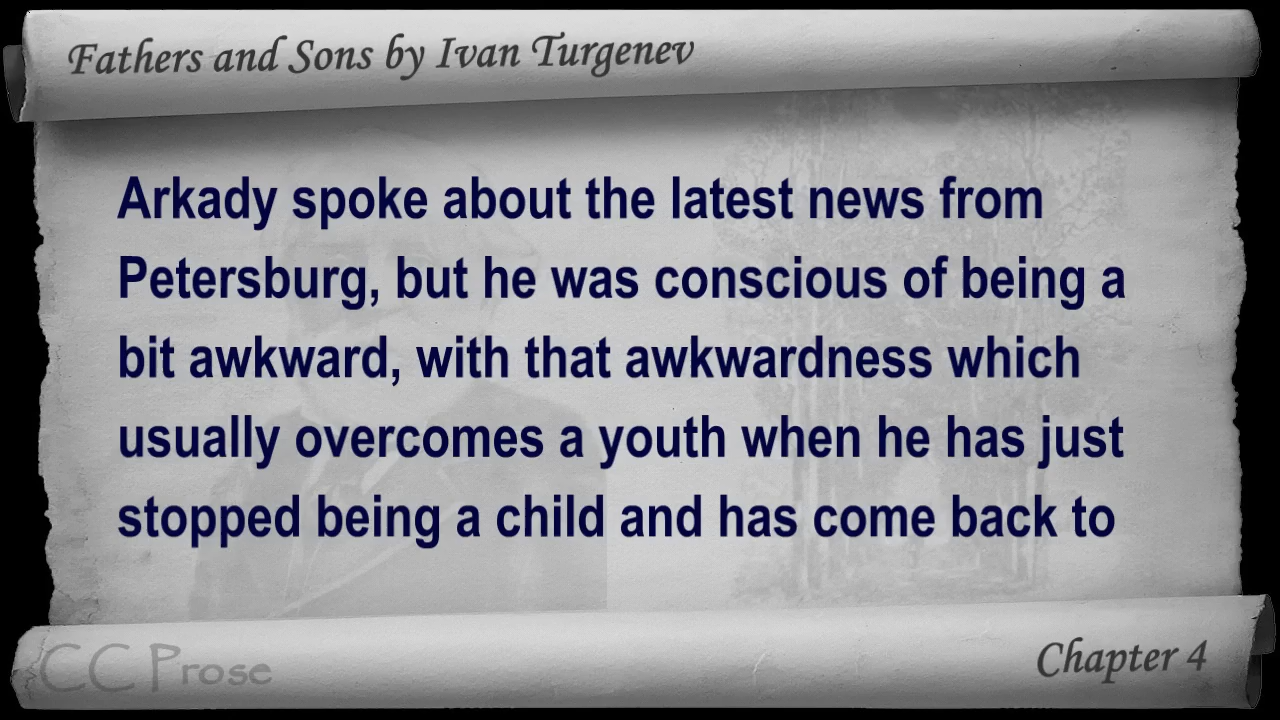 Fathers and Sons by Ivan Turgenev
Arkady spoke about the latest news from
Petersburg, but he was conscious of being a
bit awkward, with that awkwardness which
usually overcomes a youth when he has just
stopped being a child and has come back to
CC Prose
Chapter 4